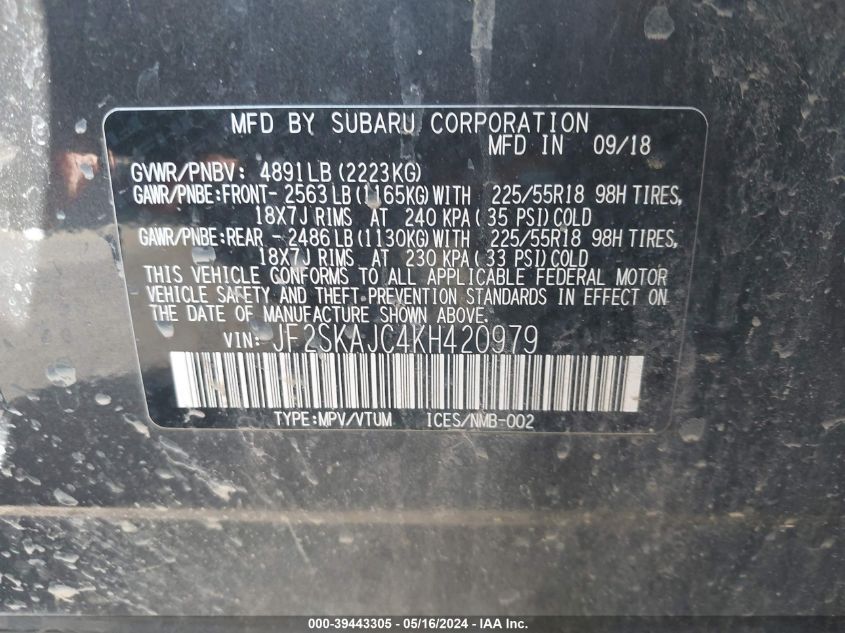 MFD BY SUBARU CORPORATION
MFD IN 09/18
GVWR/PNBV: 4891LB(2223KG)
GAWR/PNBE:FRONT- 2563LB(1165KG)WITH 225/55R18 98H TIRES,
18X7J RIMS AT 240 KPA( 35 PSI)COLD
GAWR/PNBE:REAR - 2486LB(1130KG)WITH 225/55R18 98H TIRES,
18X7J RIMS AT 230 KPA( 33 PSI)COLD
THIS VEHICLE CONFORMS TO ALL APPLICABLE FEDERAL MOTOR
VEHICLE SAFETY AND THEFT PREVENTION STANDARDS IN EFFECT ON
THE DATE OF MANUFACTURE SHOWN ABOVE.
VIN: JF2SKAJC4KH420979
TYPE:MPV/VTUM ICES/NMB-002
000-39443305 - 05/16/2024 - IAA Inc.